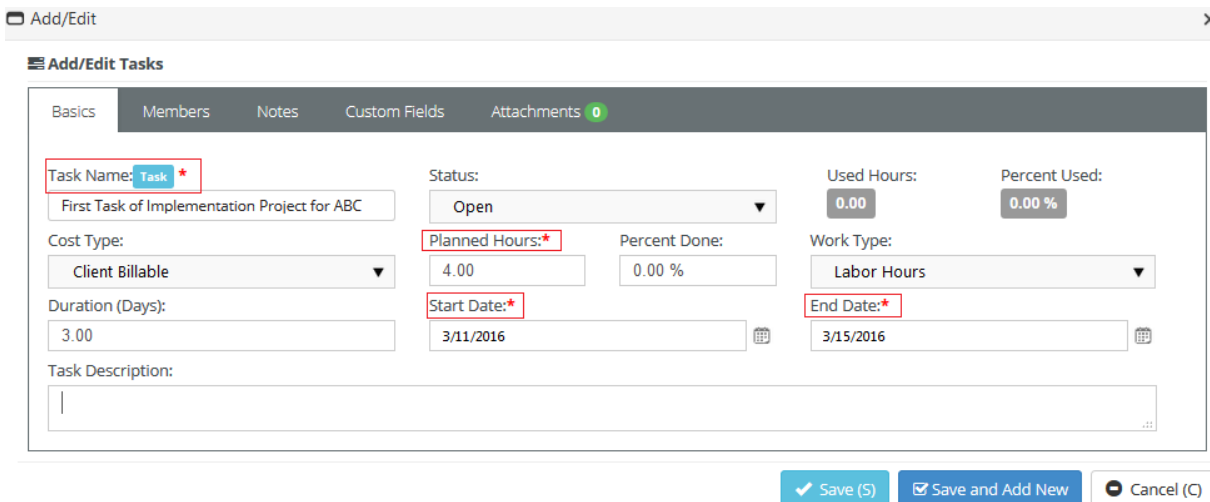 Add/Edit
Add/Edit Tasks
Basics Members Notes Custom Fields Attachments 0
Task Name: Task * Status: Used Hours: Percent Used:
First Task of Implementation Project for ABC Open 0.00 0.00 %
Cost Type: Planned Hours:* Percent Done: Work Type:
Client Billable 4.00 0.00 % Labor Hours
Duration (Days): Start Date:* End Date:*
3.00 3/11/2016 3/15/2016
Task Description:
Save (S) Save and Add New Cancel (C)